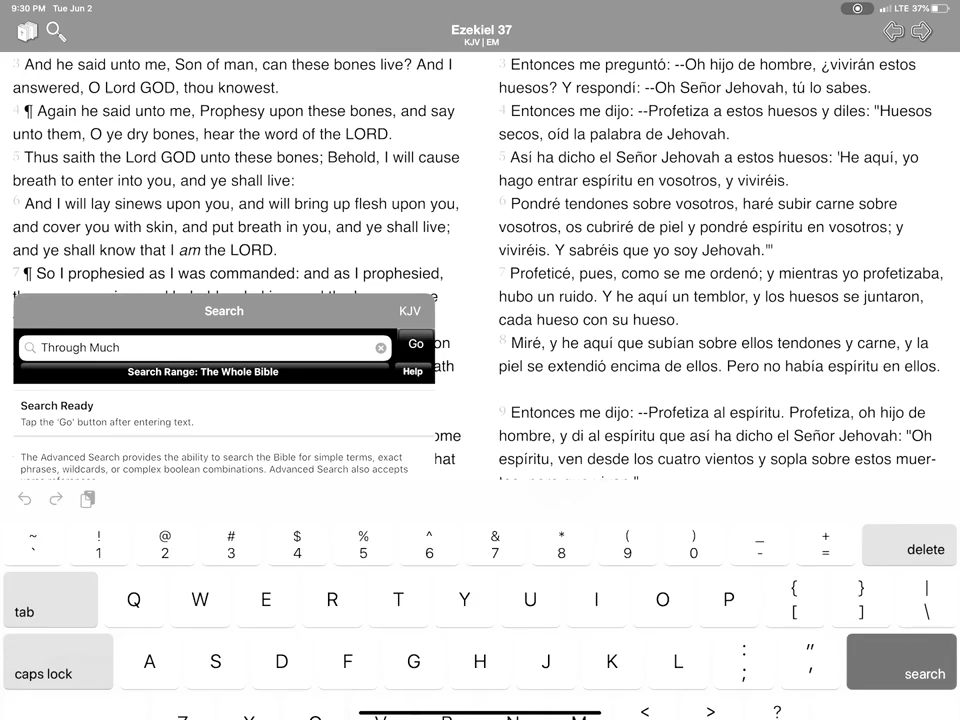 9:30 PM Tue Jun 2
LTE 37%
Ezekiel 37
KJV | EM
3 And he said unto me, Son of man, can these bones live? And I
answered, O Lord GOD, thou knowest.
4 ¶ Again he said unto me, Prophesy upon these bones, and say
unto them, O ye dry bones, hear the word of the LORD.
5 Thus saith the Lord GOD unto these bones; Behold, I will cause
breath to enter into you, and ye shall live:
6 And I will lay sinews upon you, and will bring up flesh upon you,
and cover you with skin, and put breath in you, and ye shall live;
and ye shall know that I am the LORD.
7 ¶ So I prophesied as I was commanded: and as I prophesied,
on
ath
ome
hat
3 Entonces me preguntó: --Oh hijo de hombre, ¿vivirán estos
huesos? Y respondí: --Oh Señor Jehovah, tú lo sabes.
4 Entonces me dijo: --Profetiza a estos huesos y diles: "Huesos
secos, oíd la palabra de Jehovah.
5 Así ha dicho el Señor Jehovah a estos huesos: 'He aquí, yo
hago entrar espíritu en vosotros, y viviréis.
6 Pondré tendones sobre vosotros, haré subir carne sobre
vosotros, os cubriré de piel y pondré espíritu en vosotros; y
viviréis. Y sabréis que yo soy Jehovah.'"
7 Profeticé, pues, como se me ordenó; y mientras yo profetizaba,
hubo un ruido. Y he aquí un temblor, y los huesos se juntaron,
cada hueso con su hueso.
8 Miré, y he aquí que subían sobre ellos tendones y carne, y la
piel se extendió encima de ellos. Pero no había espíritu en ellos.
9 Entonces me dijo: --Profetiza al espíritu. Profetiza, oh hijo de
hombre, y di al espíritu que así ha dicho el Señor Jehovah: "Oh
espíritu, ven desde los cuatro vientos y sopla sobre estos muer-
Search KJV
Through Much Go
Search Range: The Whole Bible Help
Search Ready
Tap the 'Go' button after entering text.
The Advanced Search provides the ability to search the Bible for simple terms, exact
phrases, wildcards, or complex boolean combinations. Advanced Search also accepts
~ ! @ # $ % ^ & * ( ) _ +
` 1 2 3 4 5 6 7 8 9 0 - = delete
tab Q W E R T Y U I O P { [ } ] | \
caps lock A S D F G H J K L : ; " ' search
< > ?